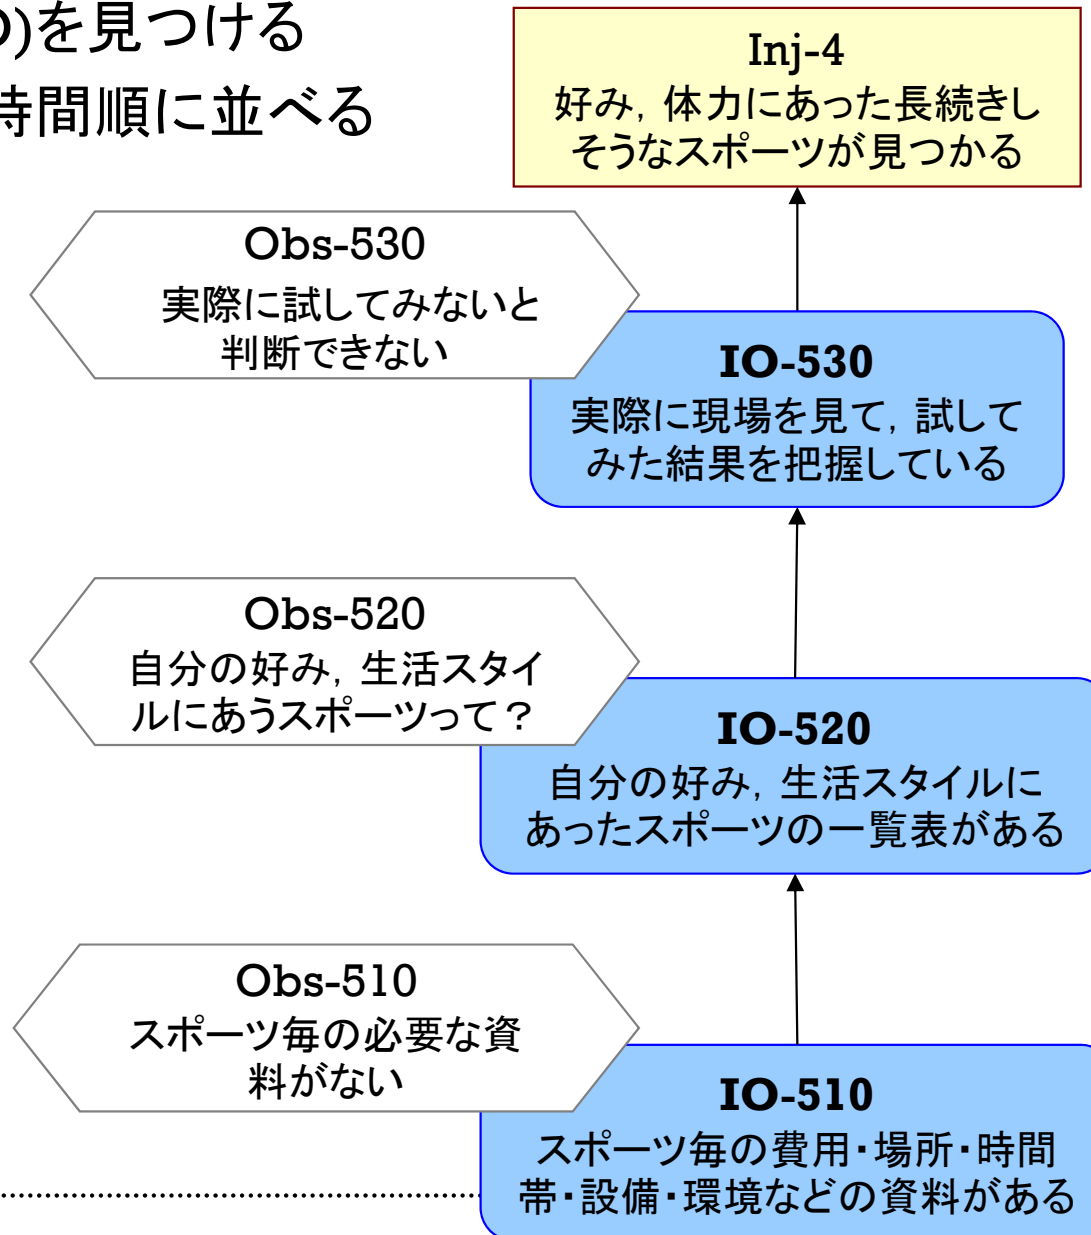 )を見つける
時間順に並べる
Inj-4
好み，体力にあった長続きし
そうなスポーツが見つかる
Obs-530
実際に試してみないと
判断できない
IO-530
実際に現場を見て，試して
みた結果を把握している
Obs-520
自分の好み，生活スタイ
ルにあうスポーツって？
IO-520
自分の好み，生活スタイルに
あったスポーツの一覧表がある
Obs-510
スポーツ毎の必要な資
料がない
IO-510
スポーツ毎の費用・場所・時間
帯・設備・環境などの資料がある